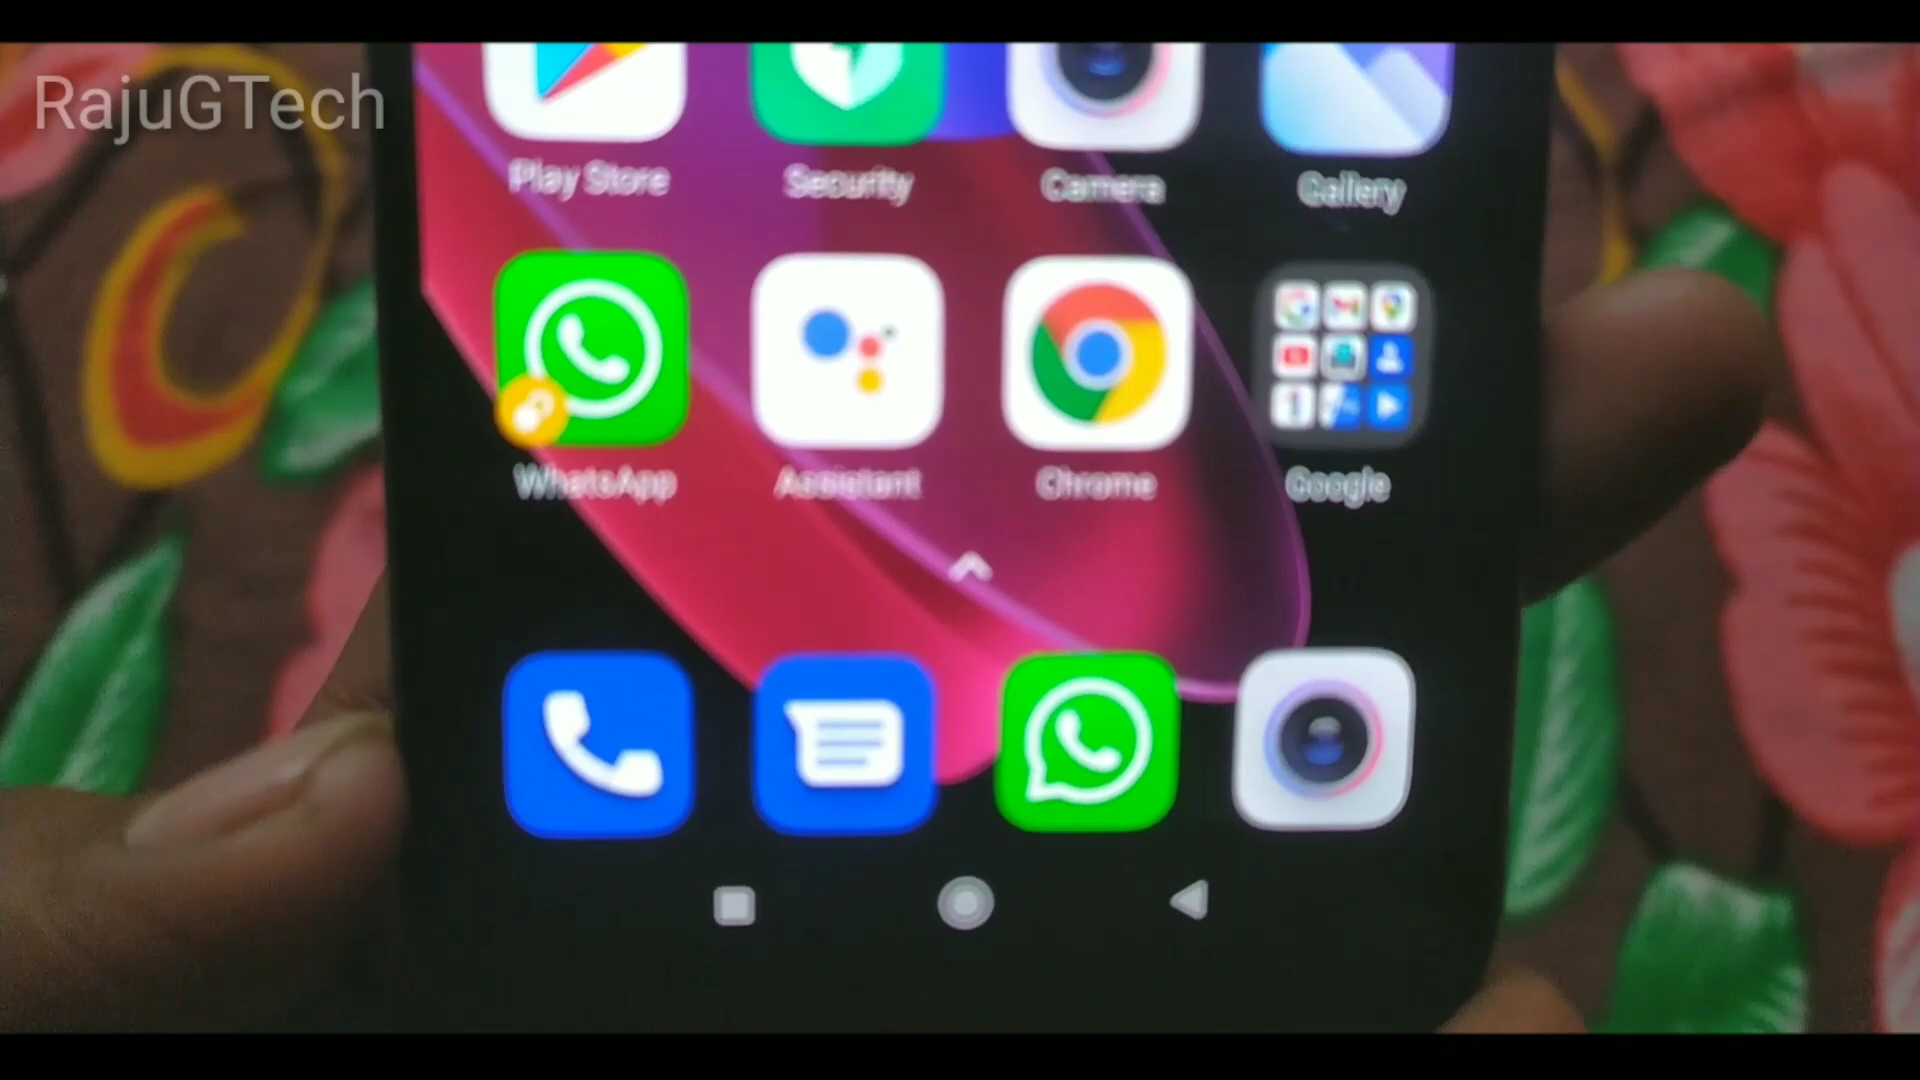 RajuGTech
Play Store
Security
Camera
Gallery
WhatsApp
Assistant
Chrome
Google